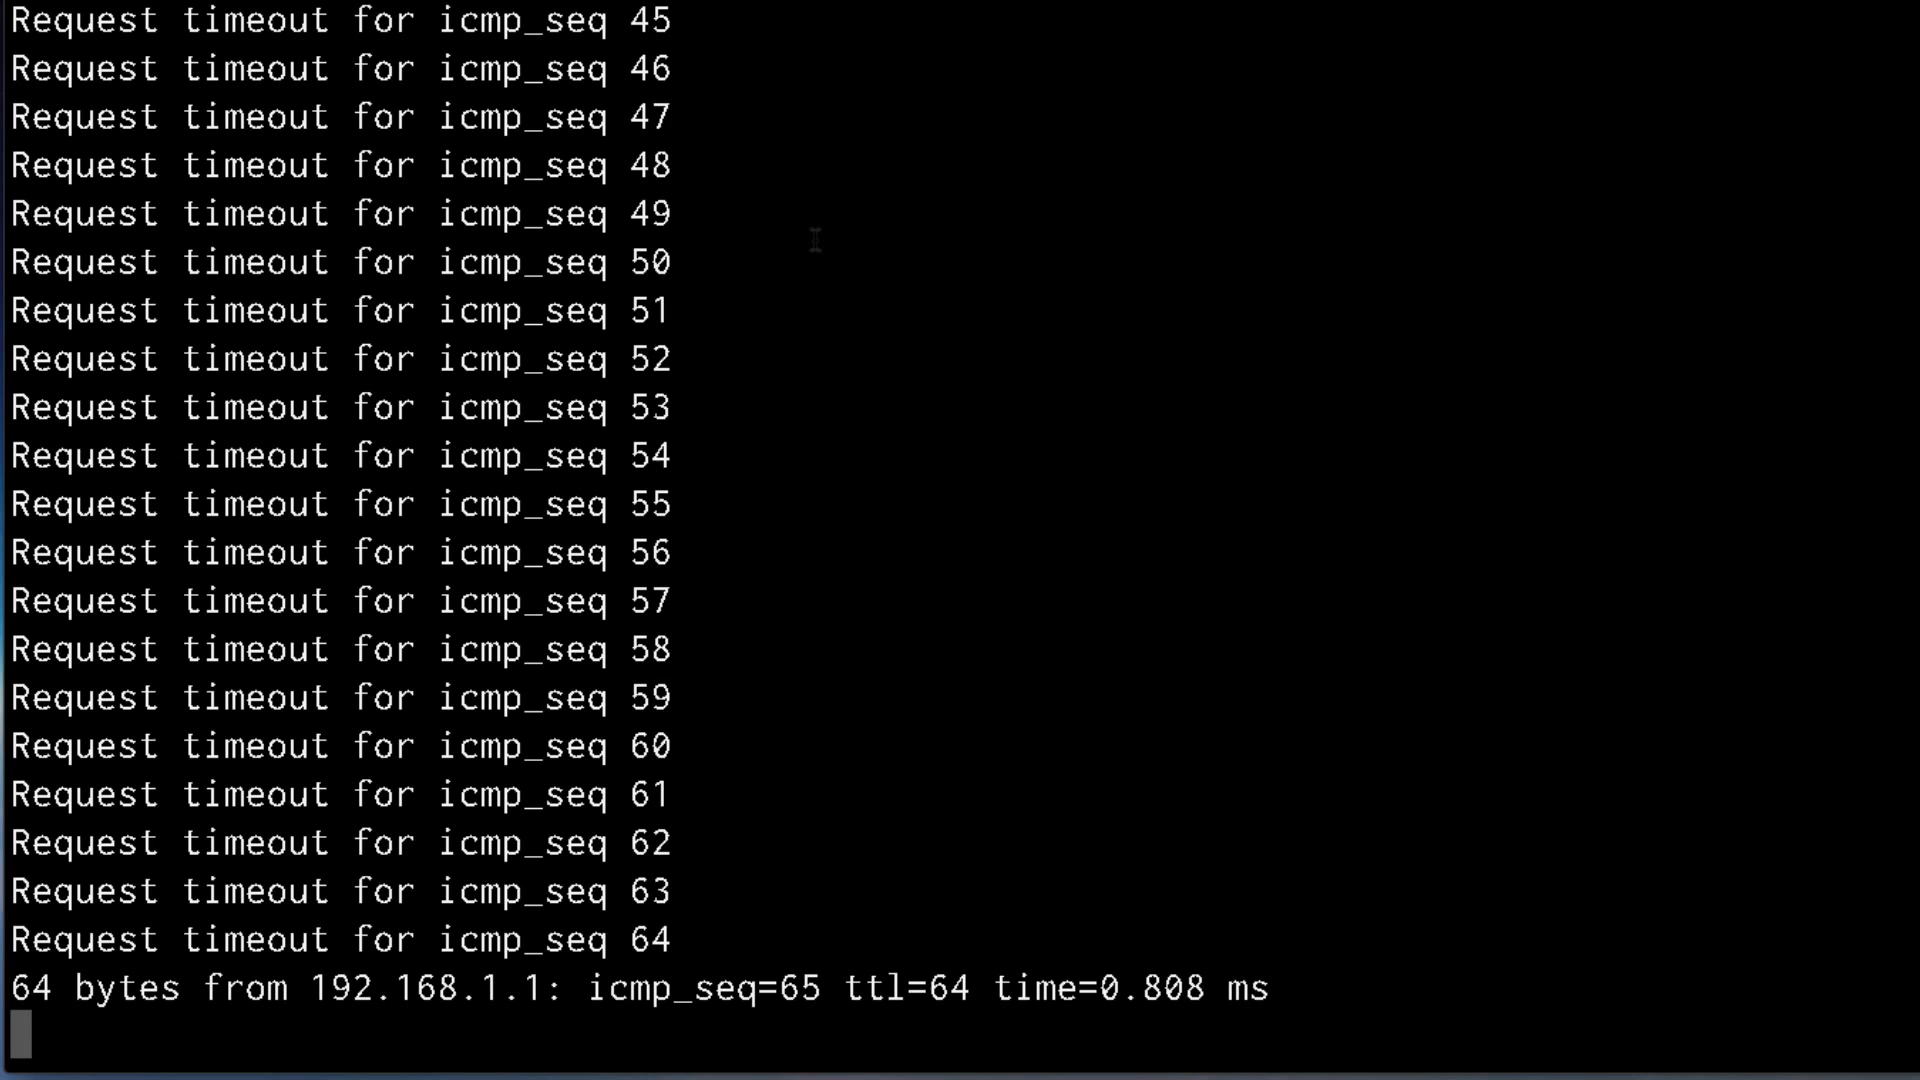 Request timeout for icmp_seq 45
Request timeout for icmp_seq 46
Request timeout for icmp_seq 47
Request timeout for icmp_seq 48
Request timeout for icmp_seq 49
Request timeout for icmp_seq 50
Request timeout for icmp_seq 51
Request timeout for icmp_seq 52
Request timeout for icmp_seq 53
Request timeout for icmp_seq 54
Request timeout for icmp_seq 55
Request timeout for icmp_seq 56
Request timeout for icmp_seq 57
Request timeout for icmp_seq 58
Request timeout for icmp_seq 59
Request timeout for icmp_seq 60
Request timeout for icmp_seq 61
Request timeout for icmp_seq 62
Request timeout for icmp_seq 63
Request timeout for icmp_seq 64
64 bytes from 192.168.1.1: icmp_seq=65 ttl=64 time=0.808 ms